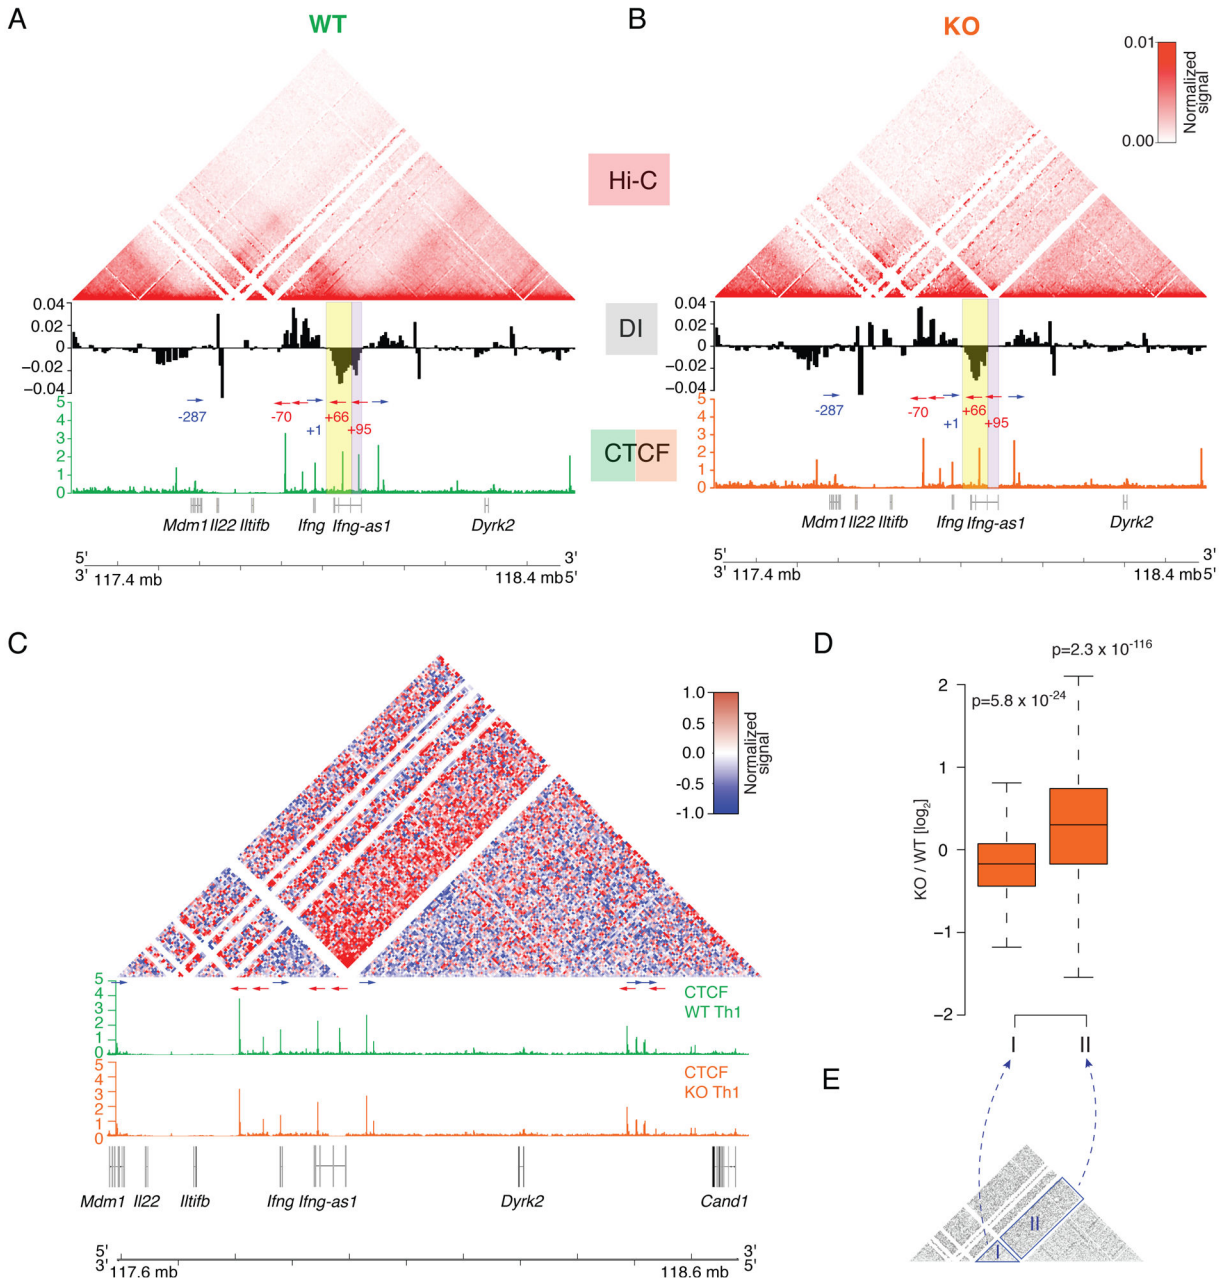 A
WT
B
KO
0.01
0.00
Normalized
signal
Hi-C
0.04
0.02
0
−0.02
−0.04
DI
0.04
0.02
0
−0.02
−0.04
-287
-70
+1
+66
+95
-287
-70
+1
+66
+95
5
4
3
2
1
0
CTCF
5
4
3
2
1
0
Mdm1 Il22 Iltifb Ifng Ifng-as1 Dyrk2
Mdm1 Il22 Iltifb Ifng Ifng-as1 Dyrk2
5' 3'
3' 117.4 mb 118.4 mb 5'
5' 3'
3' 117.4 mb 118.4 mb 5'
C
1.0
0.5
0.0
-0.5
-1.0
Normalized
signal
5
4
3
2
1
0
CTCF
WT Th1
5
4
3
2
1
0
CTCF
KO Th1
Mdm1 Il22 Iltifb Ifng Ifng-as1 Dyrk2 Cand1
5' 5'
3' 117.6 mb 118.6 mb 3'
D
p=2.3 x 10-116
p=5.8 x 10-24
2
1
0
−1
−2
KO / WT [log2]
I II
E
I
II